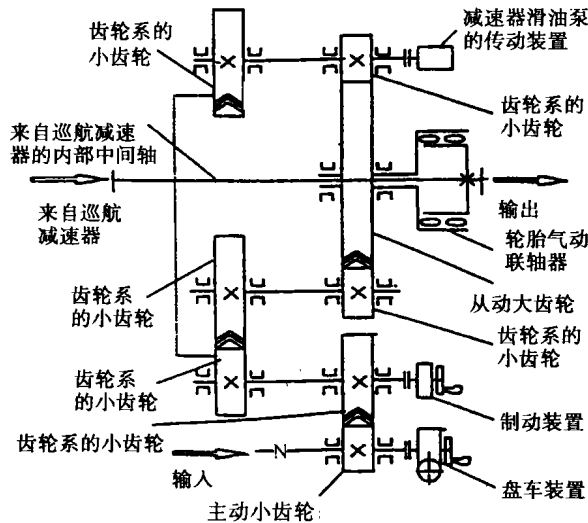 齿轮系的
小齿轮
减速器滑油泵
的传动装置
齿轮系的
小齿轮
来自巡航减速
器的内部中间轴
来自巡航
减速器
输出
轮胎气动
联轴器
从动大齿轮
齿轮系
的小齿轮
齿轮系的
小齿轮
齿轮系
的小齿轮
制动装置
齿轮系的小齿轮
N
输入
盘车装置
主动小齿轮